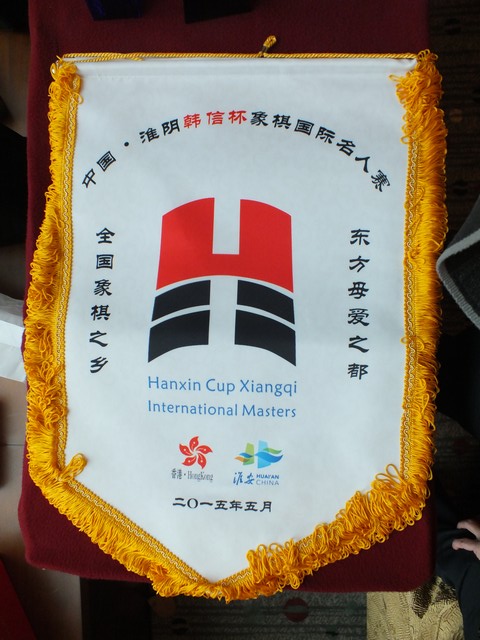 中国·淮阴韩信杯象棋国际名人赛
全国象棋之乡
东方母爱之都
Hanxin Cup Xiangqi
International Masters
香港·HongKong
淮安 HUAI'AN
CHINA
二〇一五年五月